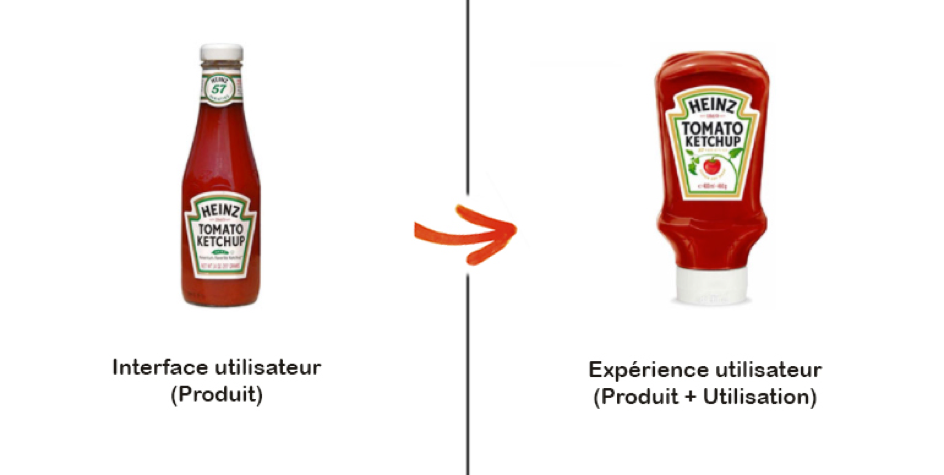 HEINZ
57
HEINZ
TOMATO
KETCHUP
HEINZ
TOMATO
KETCHUP
Interface utilisateur
(Produit)
Expérience utilisateur
(Produit + Utilisation)